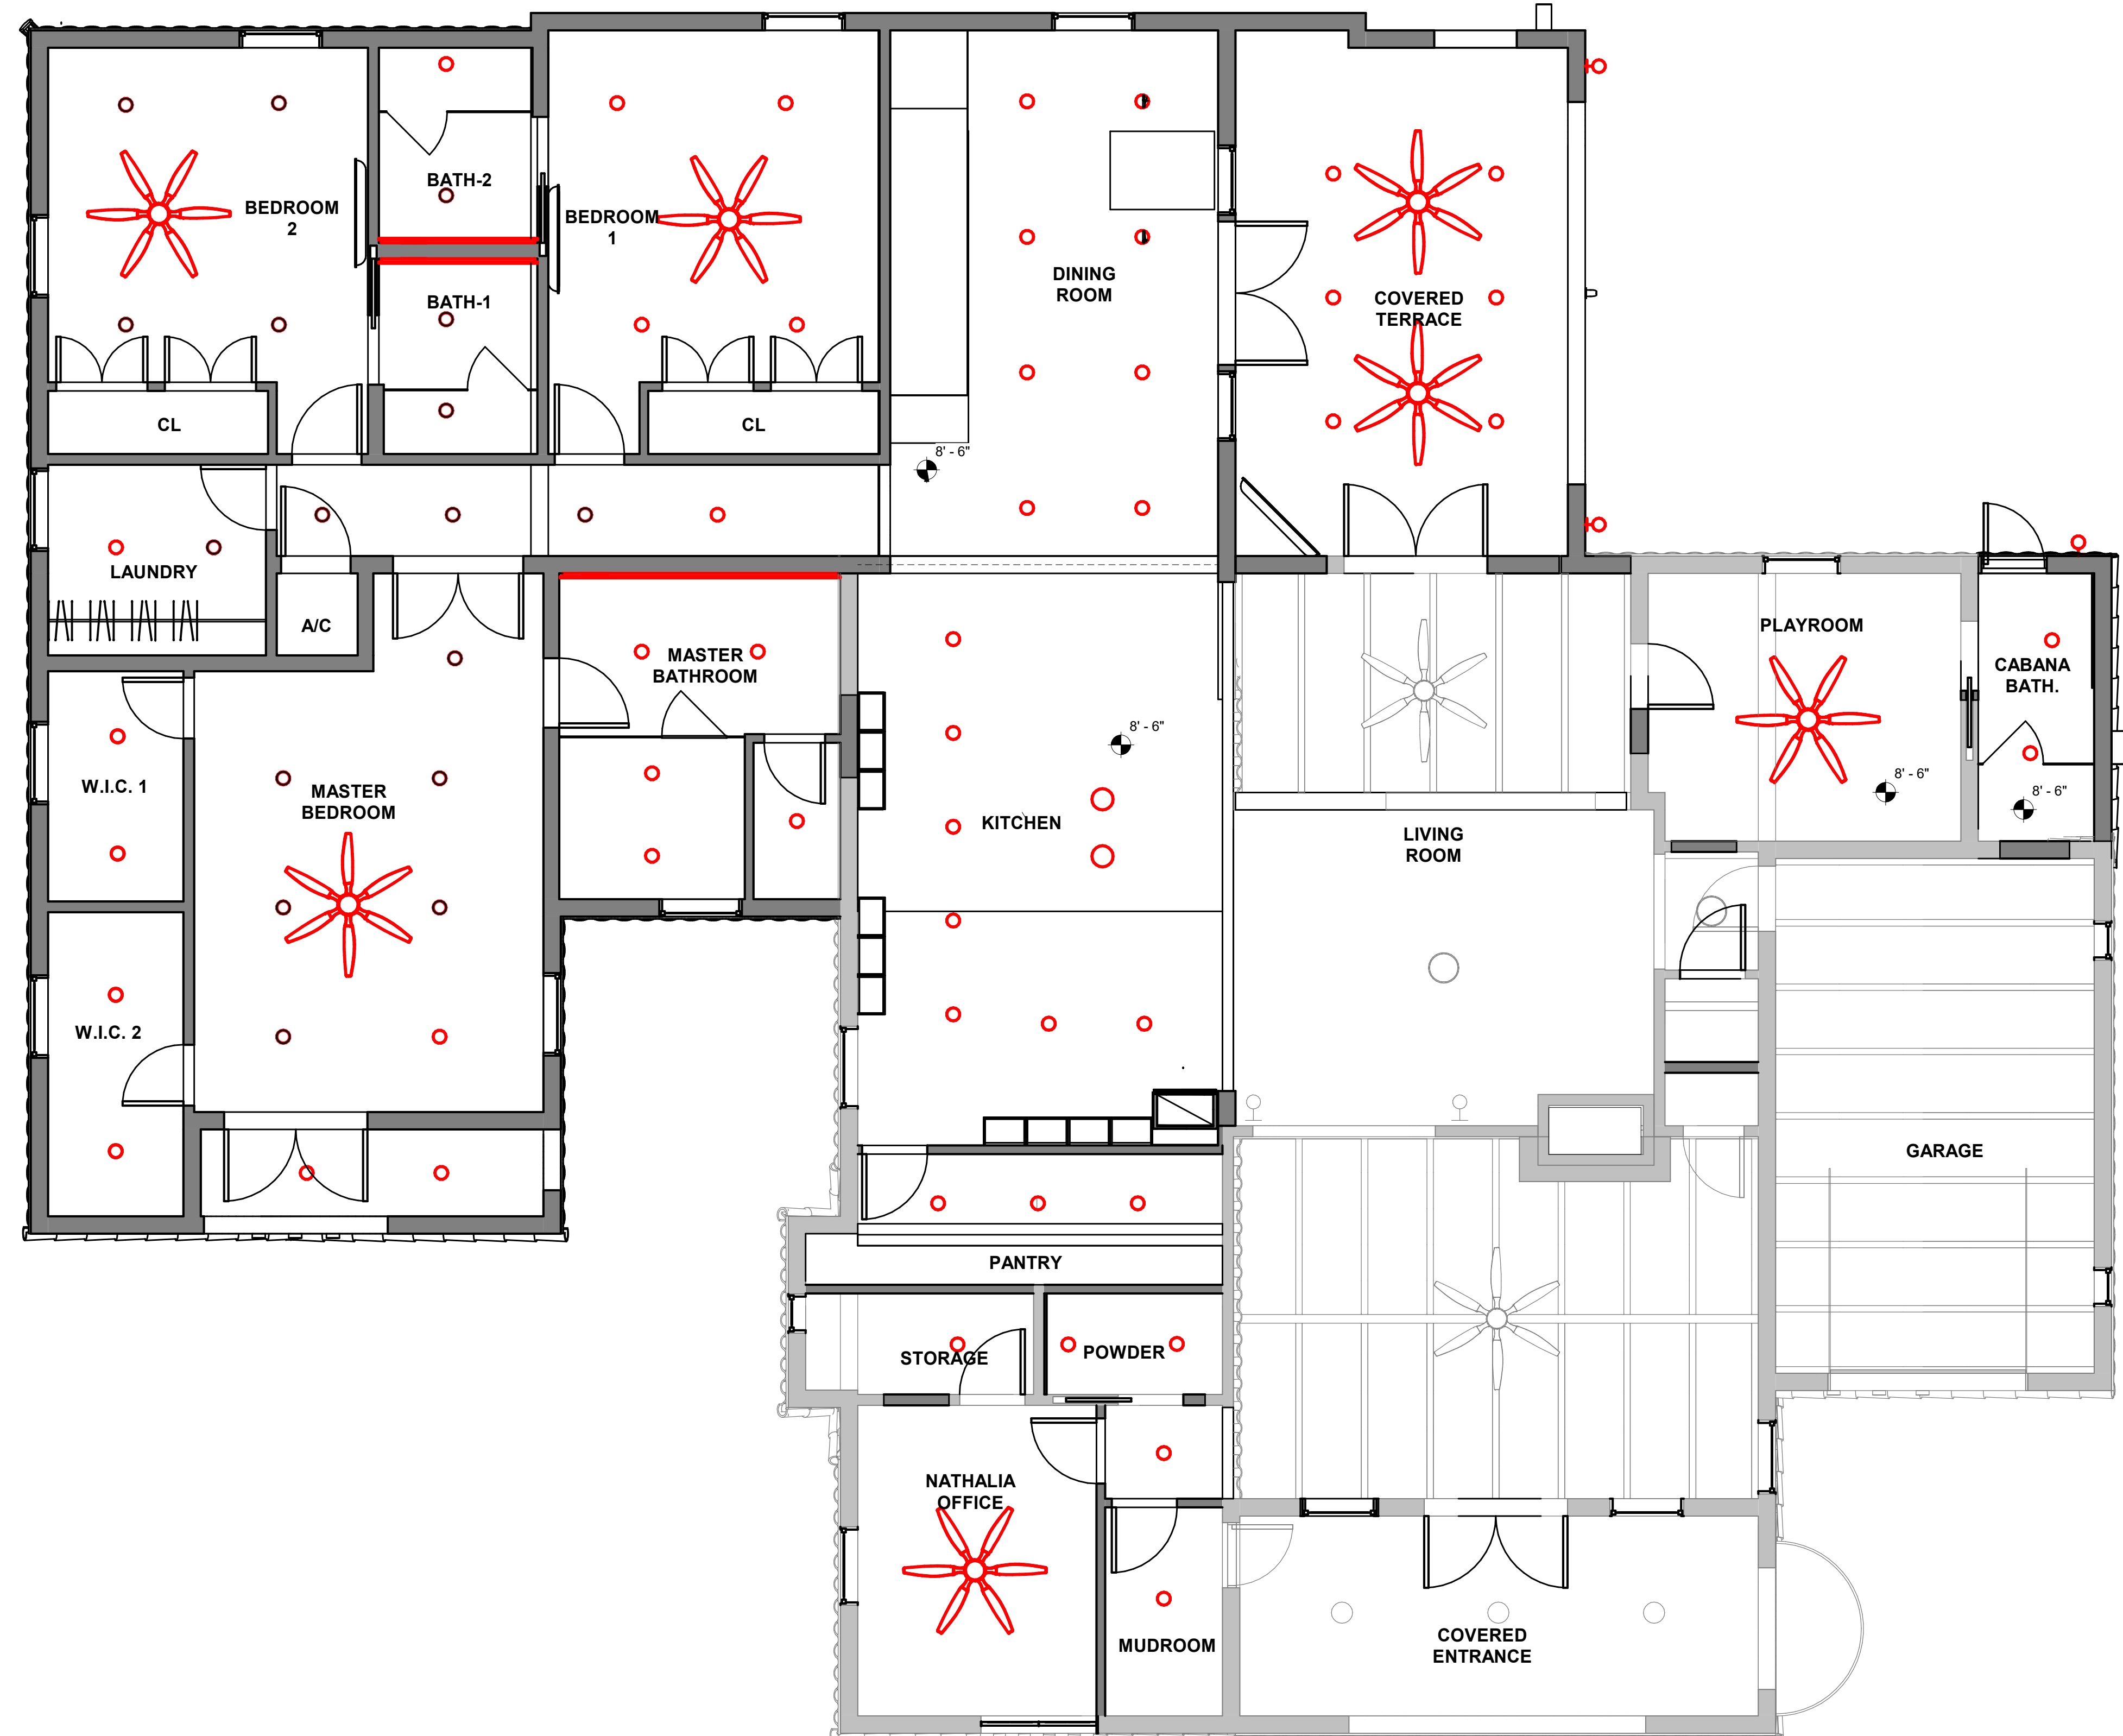 BATH-2
BEDROOM
2
BEDROOM
1
DINING
ROOM
COVERED
TERRACE
BATH-1
CL
CL
8' - 6"
LAUNDRY
A/C
MASTER
BATHROOM
PLAYROOM
CABANA
BATH.
8' - 6"
8' - 6"
8' - 6"
W.I.C. 1
MASTER
BEDROOM
KITCHEN
LIVING
ROOM
W.I.C. 2
GARAGE
PANTRY
STORAGE
POWDER
NATHALIA
OFFICE
MUDROOM
COVERED
ENTRANCE